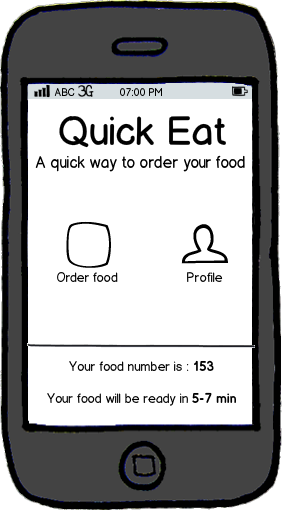 ABC 3G 07:00 PM
Quick Eat
A quick way to order your food
Order food Profile
Your food number is : 153
Your food will be ready in 5-7 min